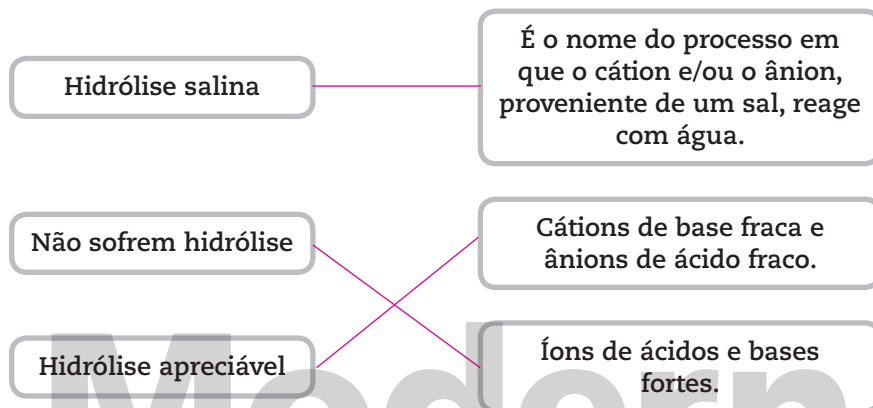 Hidrólise salina
É o nome do processo em
que o cátion e/ou o ânion,
proveniente de um sal, reage
com água.
Não sofrem hidrólise
Cátions de base fraca e
ânions de ácido fraco.
Hidrólise apreciável
Íons de ácidos e bases
fortes.